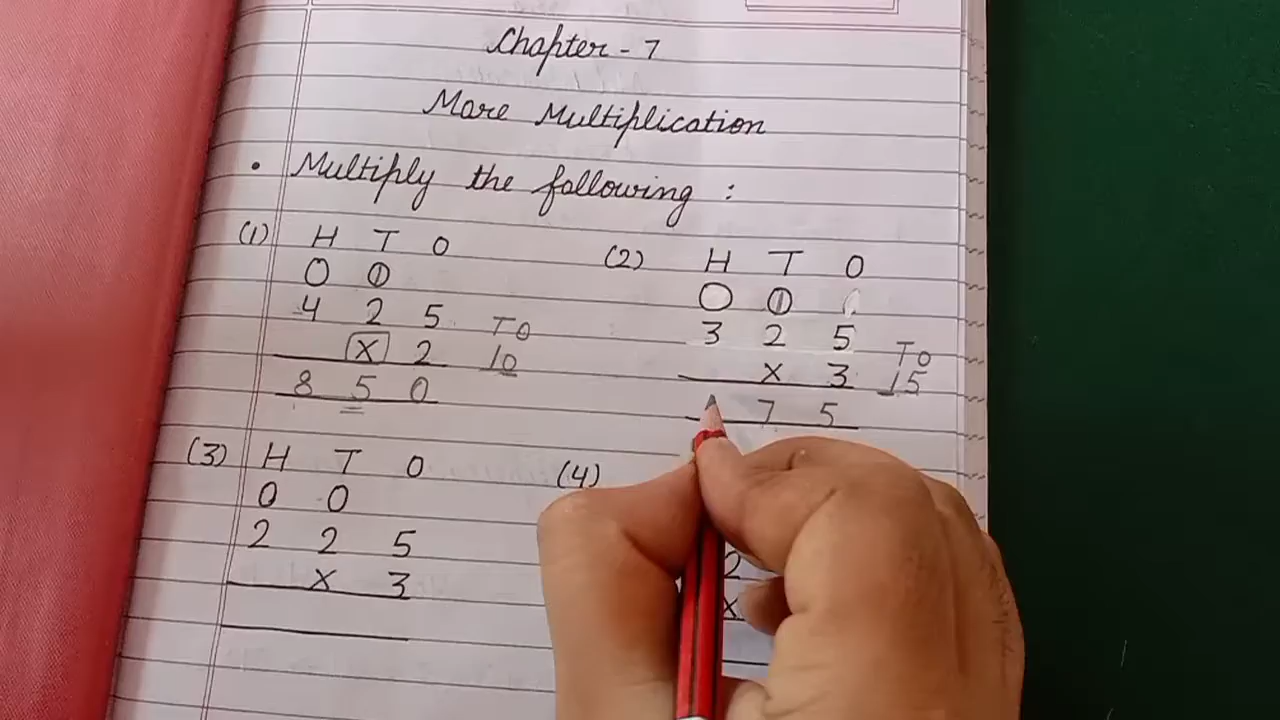 Chapter - 7
More Multiplication
• Multiply the following :
(1) H T O
0 1
4 2 5 TO
x 2 10
8 5 0
(2) H T O
0 1
3 2 5 TO
x 3 15
7 5
(3) H T O
0 0
2 2 5
x 3
(4)
2
x